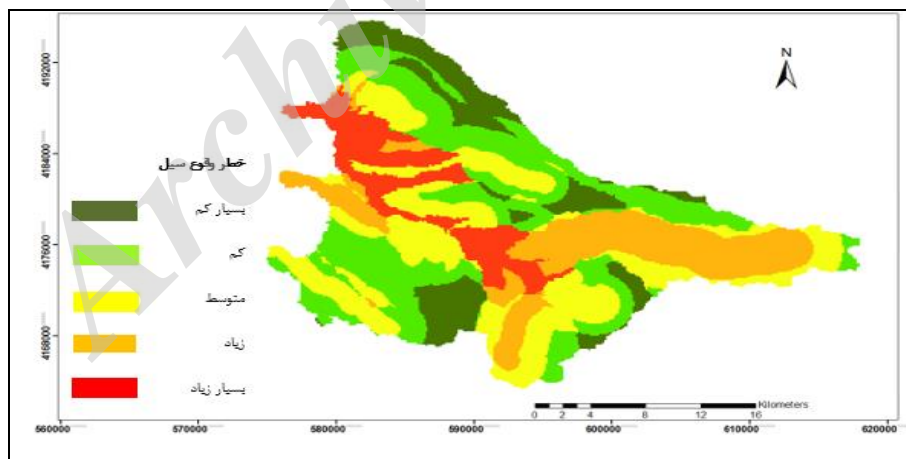 Archiv
N
4192000
4184000
4176000
4168000
خطر وقوع سیل
بسیار کم
کم
متوسط
زیاد
بسیار زیاد
Kilometers
0 2 4 8 12 16
560000 570000 580000 590000 600000 610000 620000